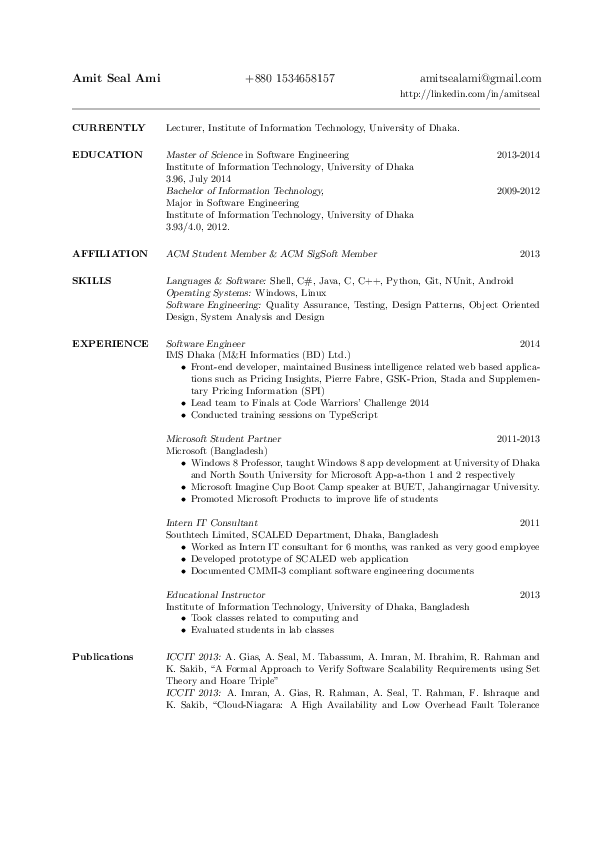 Amit Seal Ami +880 1534658157 amitsealami@gmail.com
http://linkedin.com/in/amitseal
CURRENTLY Lecturer, Institute of Information Technology, University of Dhaka.
EDUCATION Master of Science in Software Engineering 2013-2014
Institute of Information Technology, University of Dhaka
3.96, July 2014
Bachelor of Information Technology, 2009-2012
Major in Software Engineering
Institute of Information Technology, University of Dhaka
3.93/4.0, 2012.
AFFILIATION ACM Student Member & ACM SigSoft Member 2013
SKILLS Languages & Software: Shell, C#, Java, C, C++, Python, Git, NUnit, Android
Operating Systems: Windows, Linux
Software Engineering: Quality Assurance, Testing, Design Patterns, Object Oriented
Design, System Analysis and Design
EXPERIENCE Software Engineer 2014
IMS Dhaka (M&H Informatics (BD) Ltd.)
• Front-end developer, maintained Business intelligence related web based applica-
tions such as Pricing Insights, Pierre Fabre, GSK-Prion, Stada and Supplemen-
tary Pricing Information (SPI)
• Lead team to Finals at Code Warriors' Challenge 2014
• Conducted training sessions on TypeScript
Microsoft Student Partner 2011-2013
Microsoft (Bangladesh)
• Windows 8 Professor, taught Windows 8 app development at University of Dhaka
and North South University for Microsoft App-a-thon 1 and 2 respectively
• Microsoft Imagine Cup Boot Camp speaker at BUET, Jahangirnagar University.
• Promoted Microsoft Products to improve life of students
Intern IT Consultant 2011
Southtech Limited, SCALED Department, Dhaka, Bangladesh
• Worked as Intern IT consultant for 6 months, was ranked as very good employee
• Developed prototype of SCALED web application
• Documented CMMI-3 compliant software engineering documents
Educational Instructor 2013
Institute of Information Technology, University of Dhaka, Bangladesh
• Took classes related to computing and
• Evaluated students in lab classes
Publications ICCIT 2013: A. Gias, A. Seal, M. Tabassum, A. Imran, M. Ibrahim, R. Rahman and
K. Sakib, “A Formal Approach to Verify Software Scalability Requirements using Set
Theory and Hoare Triple”
ICCIT 2013: A. Imran, A. Gias, R. Rahman, A. Seal, T. Rahman, F. Ishraque and
K. Sakib, “Cloud-Niagara: A High Availability and Low Overhead Fault Tolerance